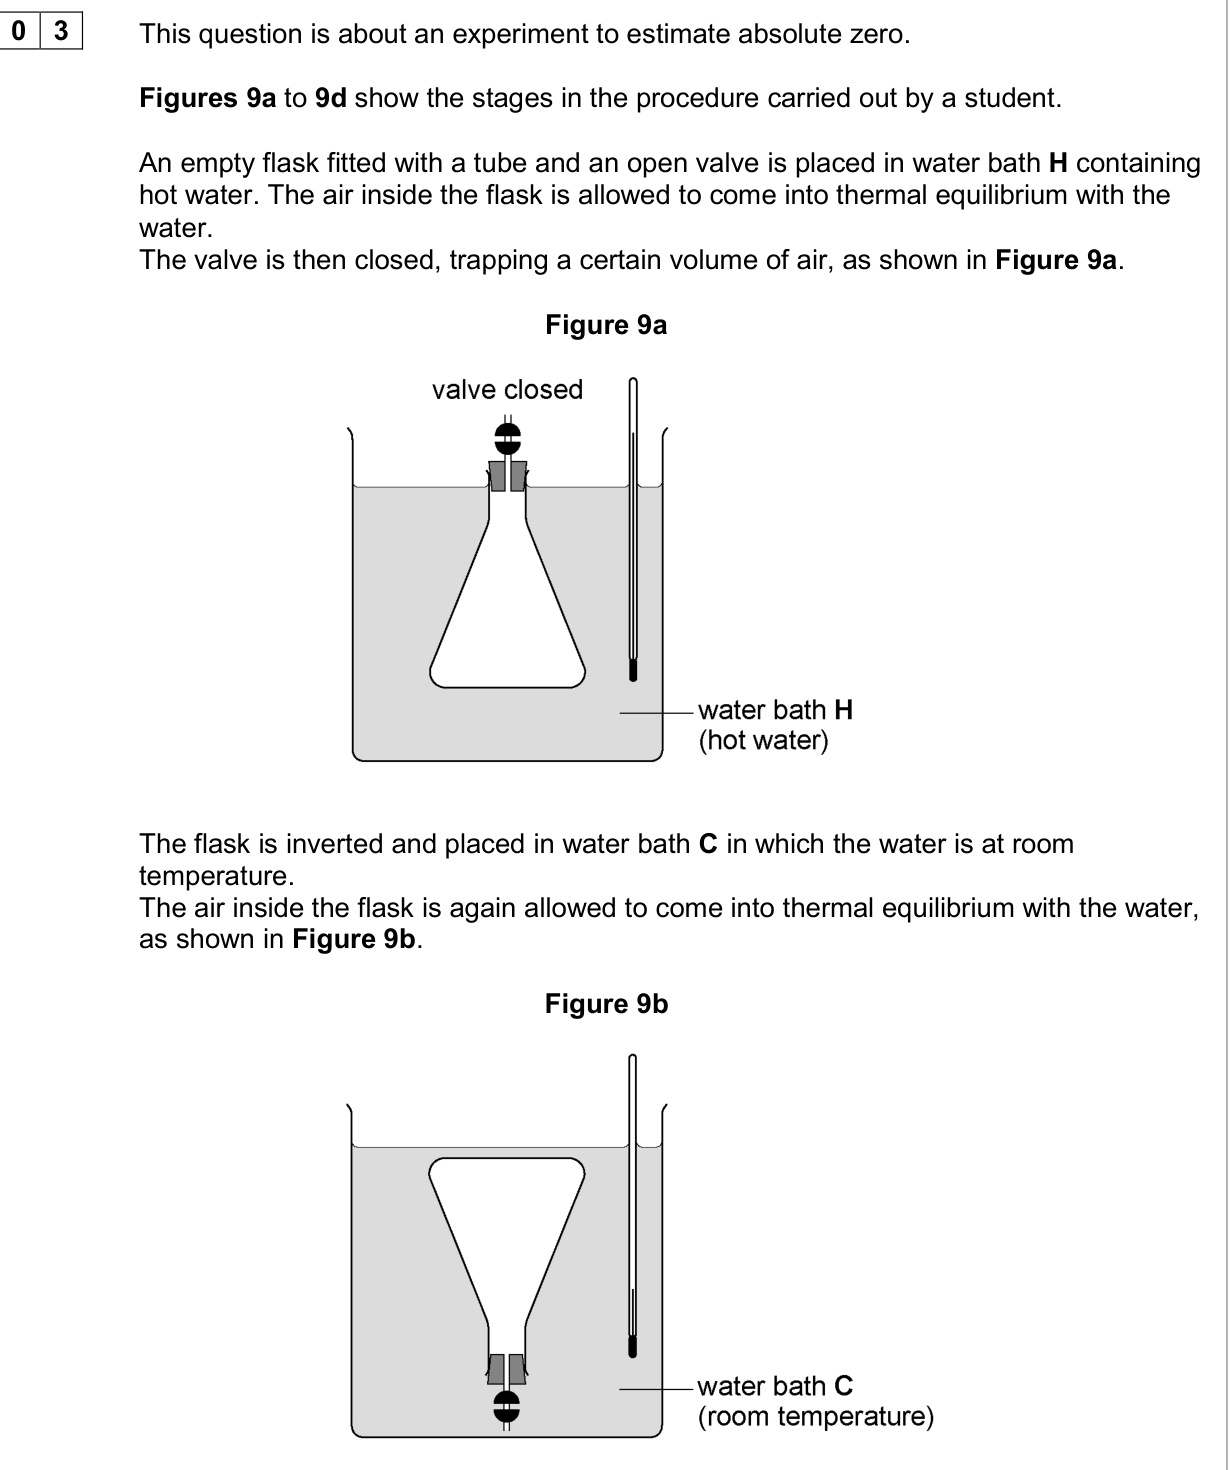 0 3 This question is about an experiment to estimate absolute zero.
Figures 9a to 9d show the stages in the procedure carried out by a student.
An empty flask fitted with a tube and an open valve is placed in water bath H containing
hot water. The air inside the flask is allowed to come into thermal equilibrium with the
water.
The valve is then closed, trapping a certain volume of air, as shown in Figure 9a.
Figure 9a
valve closed
water bath H
(hot water)
The flask is inverted and placed in water bath C in which the water is at room
temperature.
The air inside the flask is again allowed to come into thermal equilibrium with the water,
as shown in Figure 9b.
Figure 9b
water bath C
(room temperature)